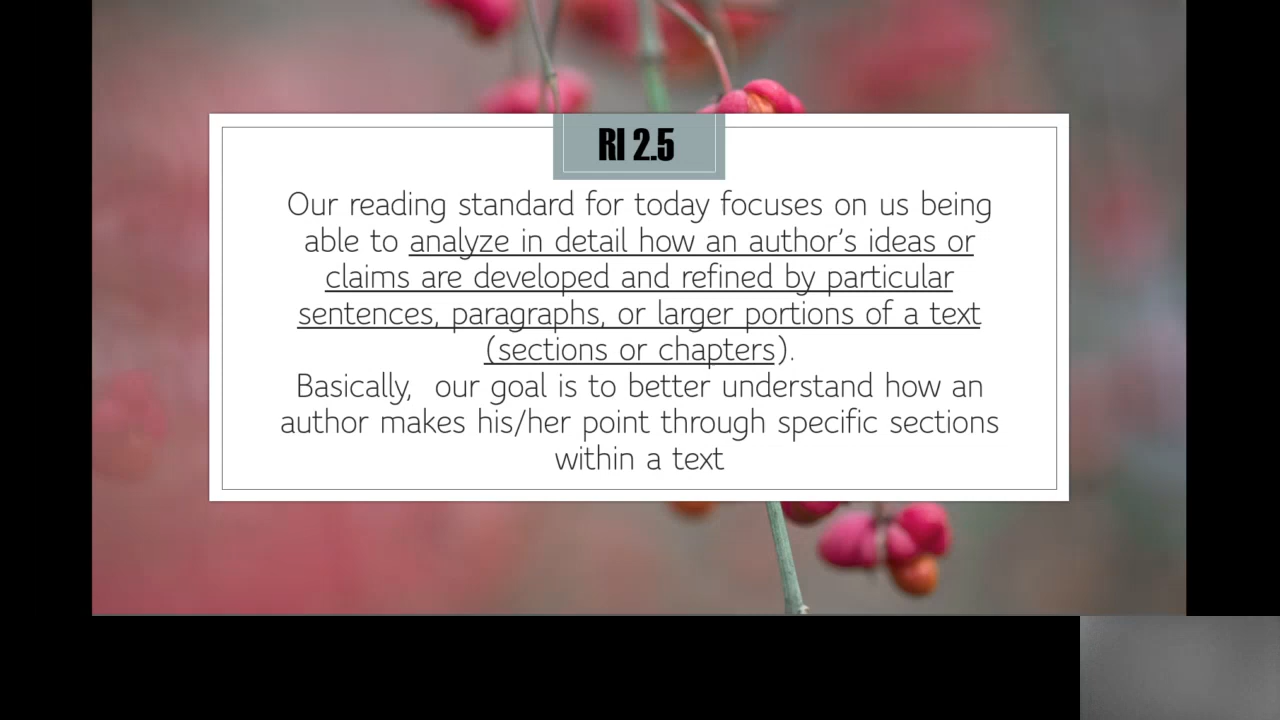 RI 2.5
Our reading standard for today focuses on us being
able to analyze in detail how an author's ideas or
claims are developed and refined by particular
sentences, paragraphs, or larger portions of a text
(sections or chapters).
Basically,  our goal is to better understand how an
author makes his/her point through specific sections
within a text